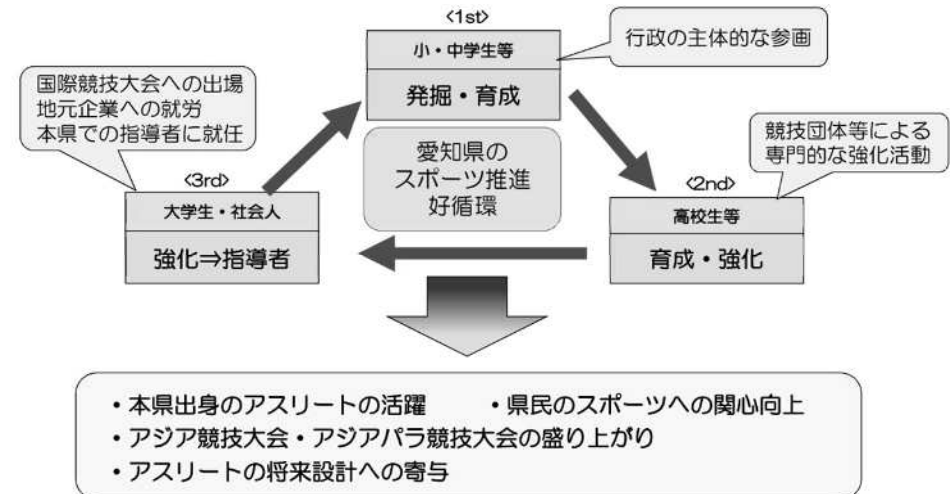 <1st>
小・中学生等
発掘・育成
行政の主体的な参画
国際競技大会への出場
地元企業への就労
本県での指導者に就任
愛知県の
スポーツ推進
好循環
競技団体等による
専門的な強化活動
<2nd>
高校生等
育成・強化
<3rd>
大学生・社会人
強化⇒指導者
・本県出身のアスリートの活躍 ・県民のスポーツへの関心向上
・アジア競技大会・アジアパラ競技大会の盛り上がり
・アスリートの将来設計への寄与